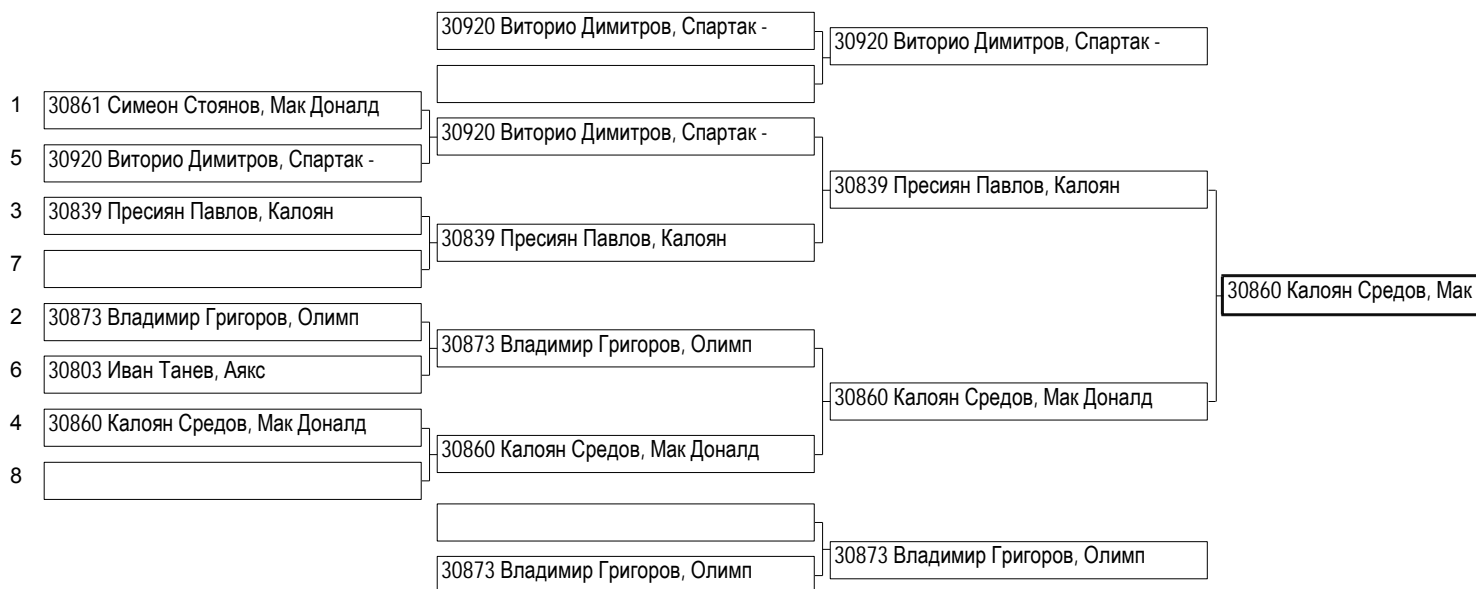 30920 Виторио Димитров, Спартак -
30920 Виторио Димитров, Спартак -
1 30861 Симеон Стоянов, Мак Доналд
30920 Виторио Димитров, Спартак -
5 30920 Виторио Димитров, Спартак -
30839 Пресиян Павлов, Калоян
3 30839 Пресиян Павлов, Калоян
30839 Пресиян Павлов, Калоян
7
30860 Калоян Средов, Мак
2 30873 Владимир Григоров, Олимп
30873 Владимир Григоров, Олимп
6 30803 Иван Танев, Аякс
30860 Калоян Средов, Мак Доналд
4 30860 Калоян Средов, Мак Доналд
30860 Калоян Средов, Мак Доналд
8
30873 Владимир Григоров, Олимп
30873 Владимир Григоров, Олимп